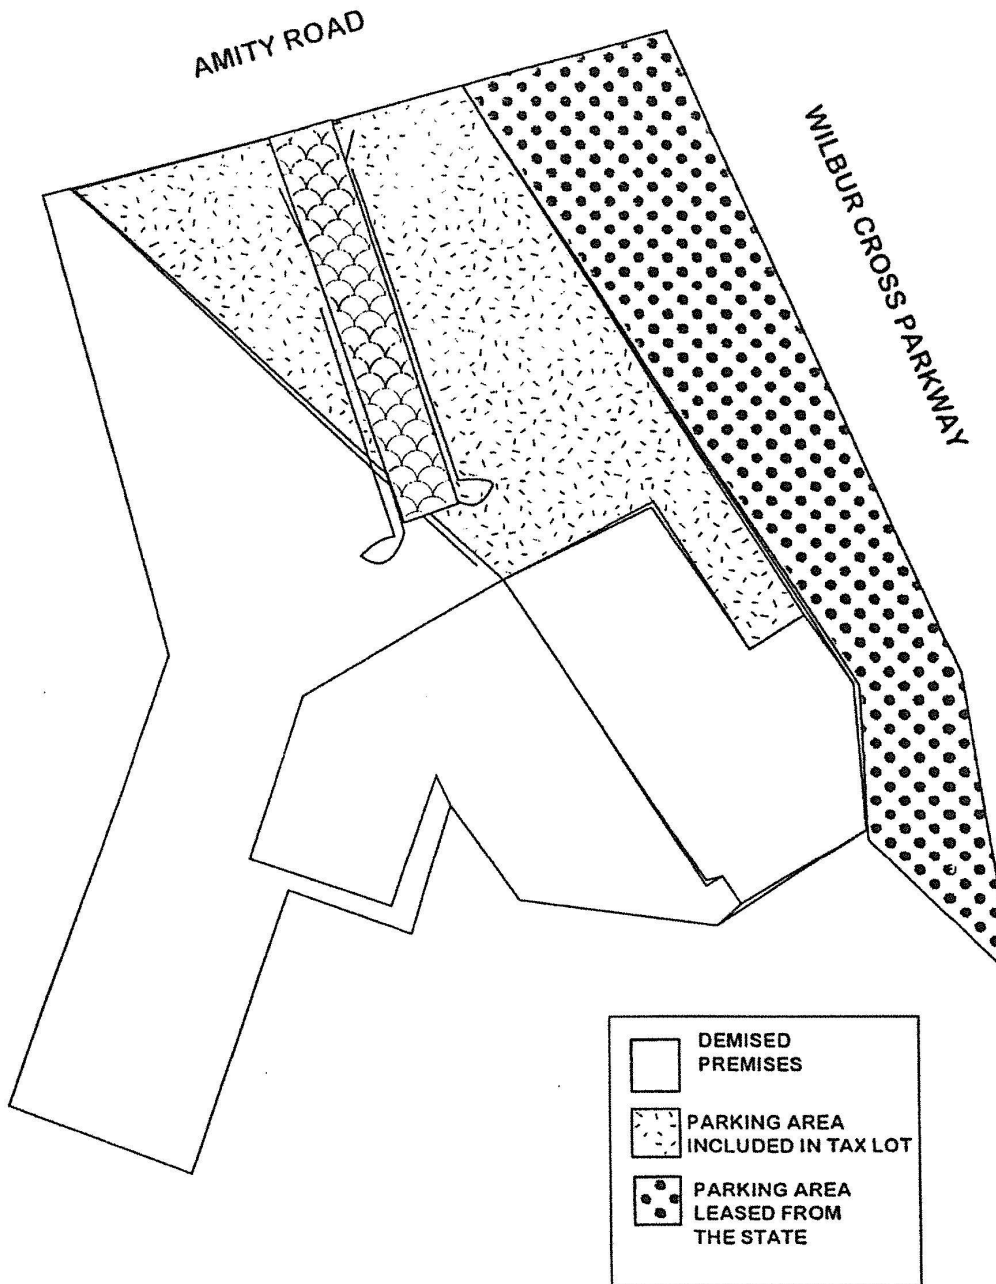 AMITY ROAD
WILBUR CROSS PARKWAY
DEMISED
PREMISES
PARKING AREA
INCLUDED IN TAX LOT
PARKING AREA
LEASED FROM
THE STATE